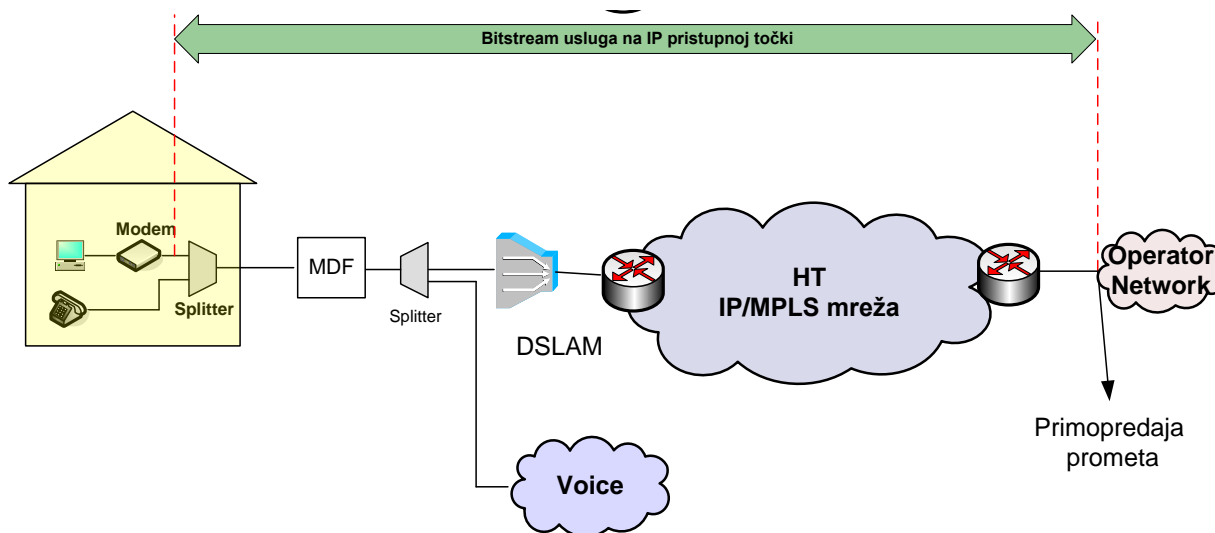 Bitstream usluga na IP pristupnoj točki
Modem
Splitter
MDF
Splitter
DSLAM
HT
IP/MPLS mreža
Operator
Network
Primopredaja
prometa
Voice